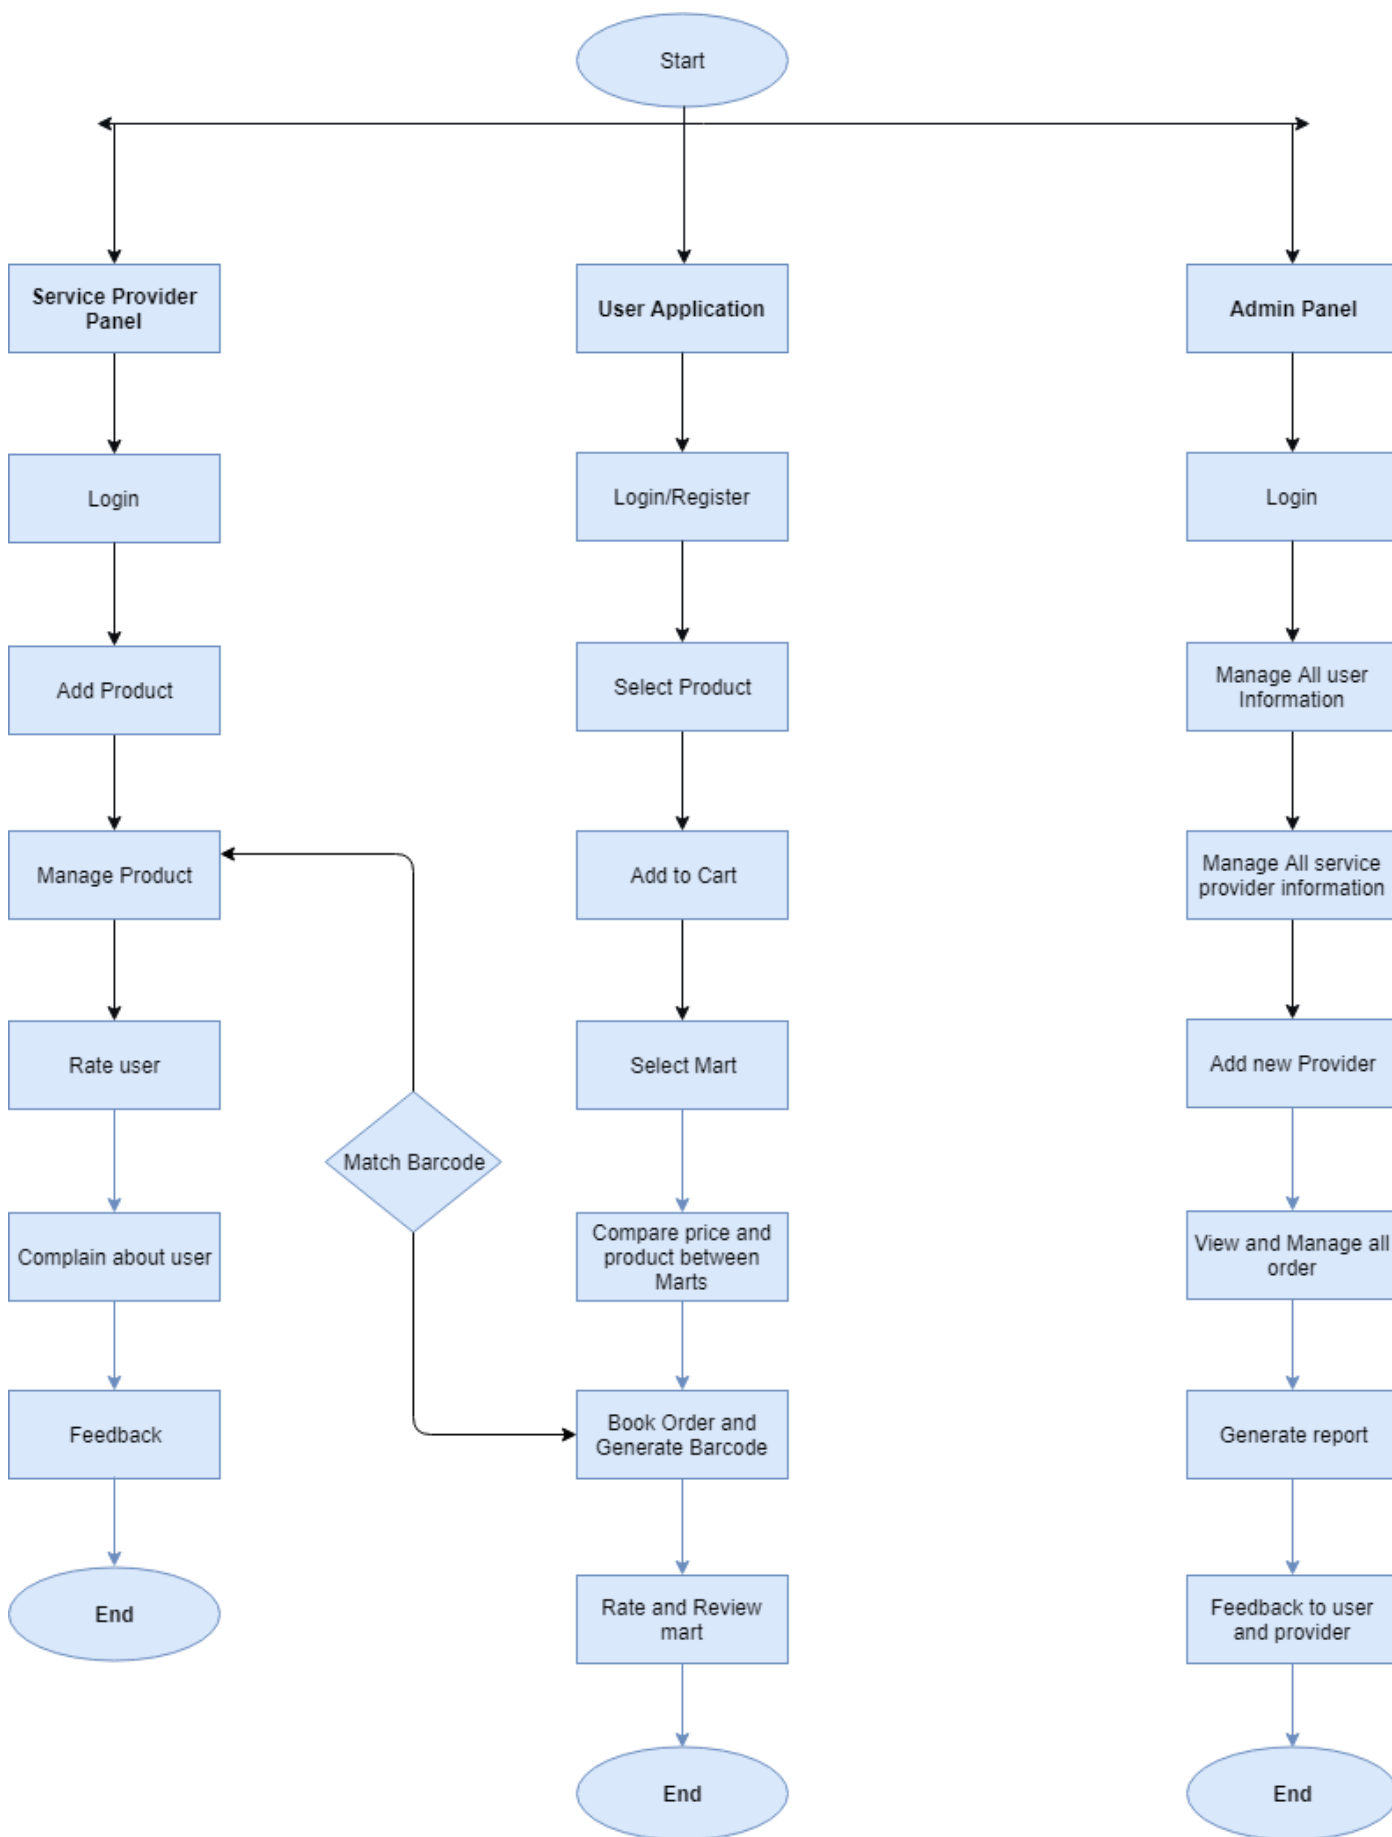 Start
Service Provider
Panel
User Application
Admin Panel
Login
Login/Register
Login
Add Product
Select Product
Manage All user
Information
Manage Product
Add to Cart
Manage All service
provider information
Rate user
Select Mart
Add new Provider
Match Barcode
Complain about user
Compare price and
product between
Marts
View and Manage all
order
Feedback
Book Order and
Generate Barcode
Generate report
End
Rate and Review
mart
Feedback to user
and provider
End
End